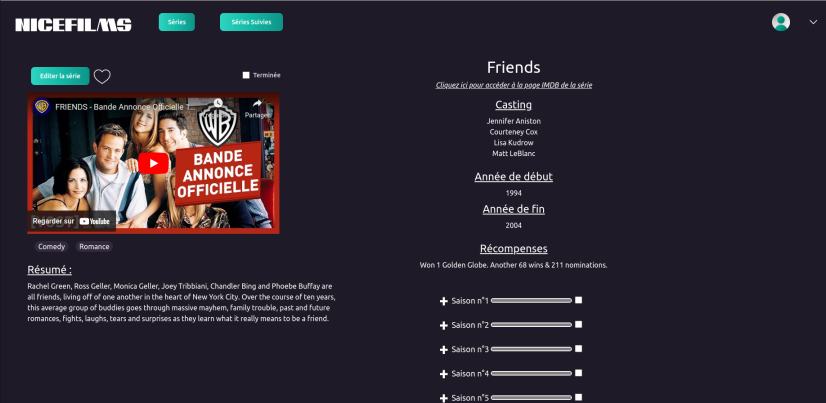 NICEFILMS
Séries
Séries Suivies
Editer la série
Terminée
FRIENDS - Bande Annonce Officielle T...
Partager
WB
BANDE
ANNONCE
OFFICIELLE
Regarder sur YouTube
Comedy
Romance
Résumé :
Rachel Green, Ross Geller, Monica Geller, Joey Tribbiani, Chandler Bing and Phoebe Buffay are
all friends, living off of one another in the heart of New York City. Over the course of ten years,
this average group of buddies goes through massive mayhem, family trouble, past and future
romances, fights, laughs, tears and surprises as they learn what it really means to be a friend.
Friends
Cliquez ici pour accéder à la page IMDB de la série
Casting
Jennifer Aniston
Courteney Cox
Lisa Kudrow
Matt LeBlanc
Année de début
1994
Année de fin
2004
Récompenses
Won 1 Golden Globe. Another 68 wins & 211 nominations.
Saison n°1
Saison n°2
Saison n°3
Saison n°4
Saison n°5